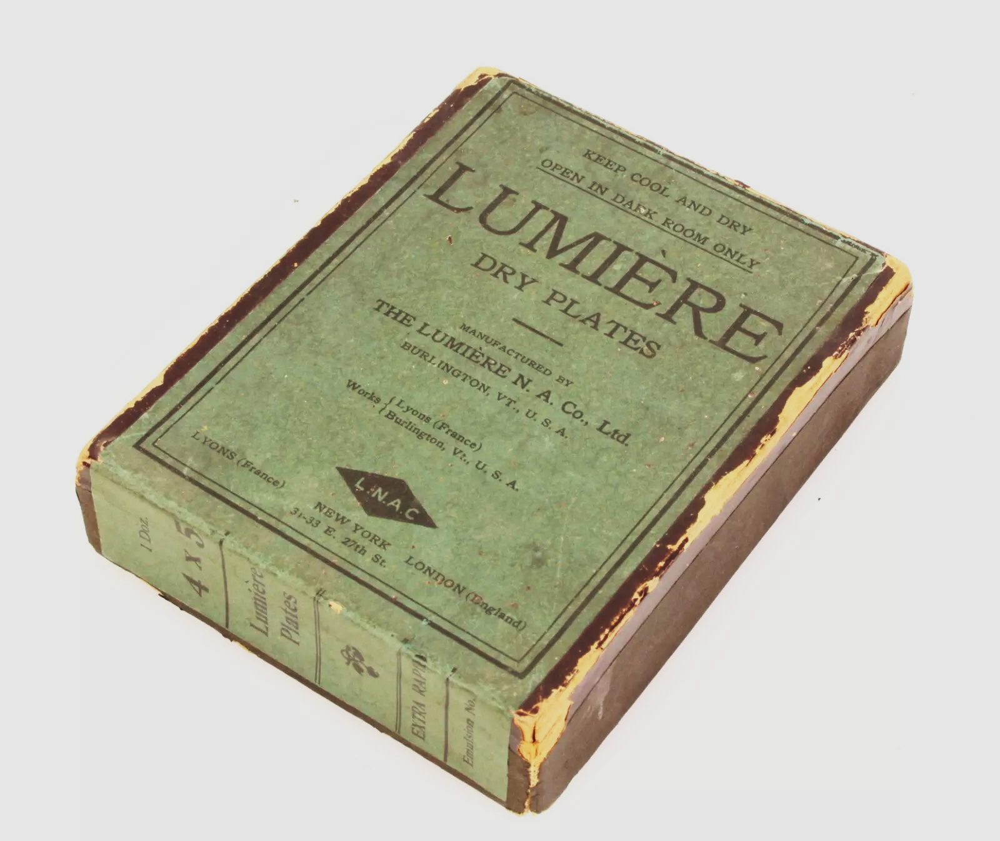 KEEP COOL AND DRY
OPEN IN DARK ROOM ONLY
LUMIÈRE
DRY PLATES
MANUFACTURED BY
THE LUMIÈRE N. A. Co., Ltd.
BURLINGTON, VT., U. S. A.
Works { Lyons (France)
{ Burlington, Vt., U. S. A.
L.N.A.C
LYONS (France)
NEW YORK
31-33 E. 27th St.
LONDON (England)
1 Doz.
4 x 5
Lumière
Plates
EXTRA RAPID
Emulsion No.